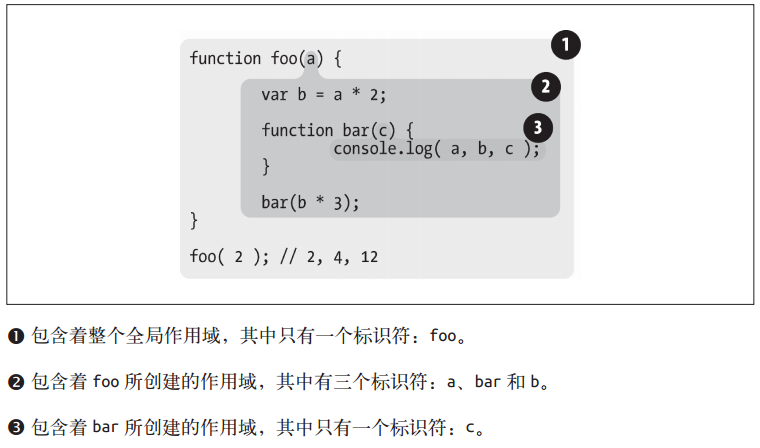 function foo(a) { ❶
var b = a * 2; ❷
function bar(c) { ❸
console.log( a, b, c );
}
bar(b * 3);
}
foo( 2 ); // 2, 4, 12
❶ 包含着整个全局作用域，其中只有一个标识符：foo。
❷ 包含着 foo 所创建的作用域，其中有三个标识符：a、bar 和 b。
❸ 包含着 bar 所创建的作用域，其中只有一个标识符：c。